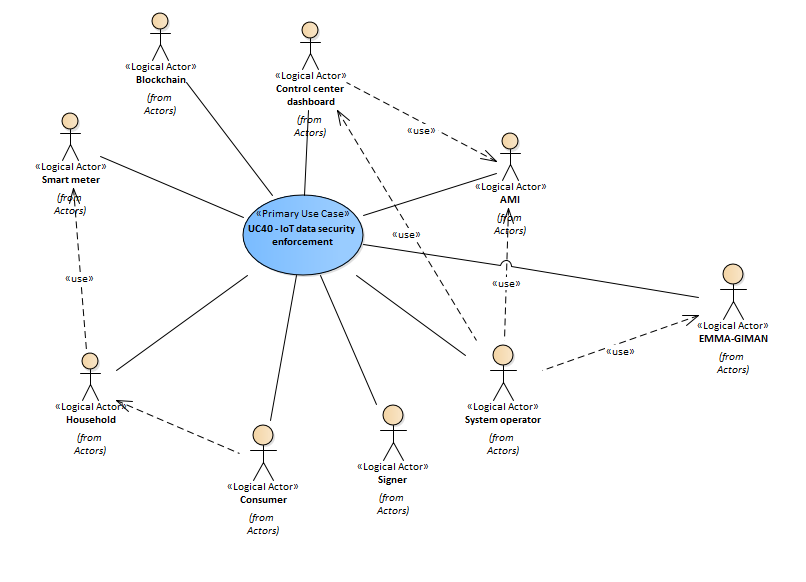 «Logical Actor»
Blockchain
(from
Actors)
«Logical Actor»
Control center
dashboard
(from
Actors)
«use»
«Logical Actor»
Smart meter
(from
Actors)
«Logical Actor»
AMI
(from
Actors)
«Primary Use Case»
UC40 - IoT data security
enforcement
«use»
«use»
«use»
«Logical Actor»
EMMA-GIMAN
(from
Actors)
«use»
«Logical Actor»
Household
(from
Actors)
«Logical Actor»
System operator
(from
Actors)
«Logical Actor»
Signer
(from
Actors)
«Logical Actor»
Consumer
(from
Actors)